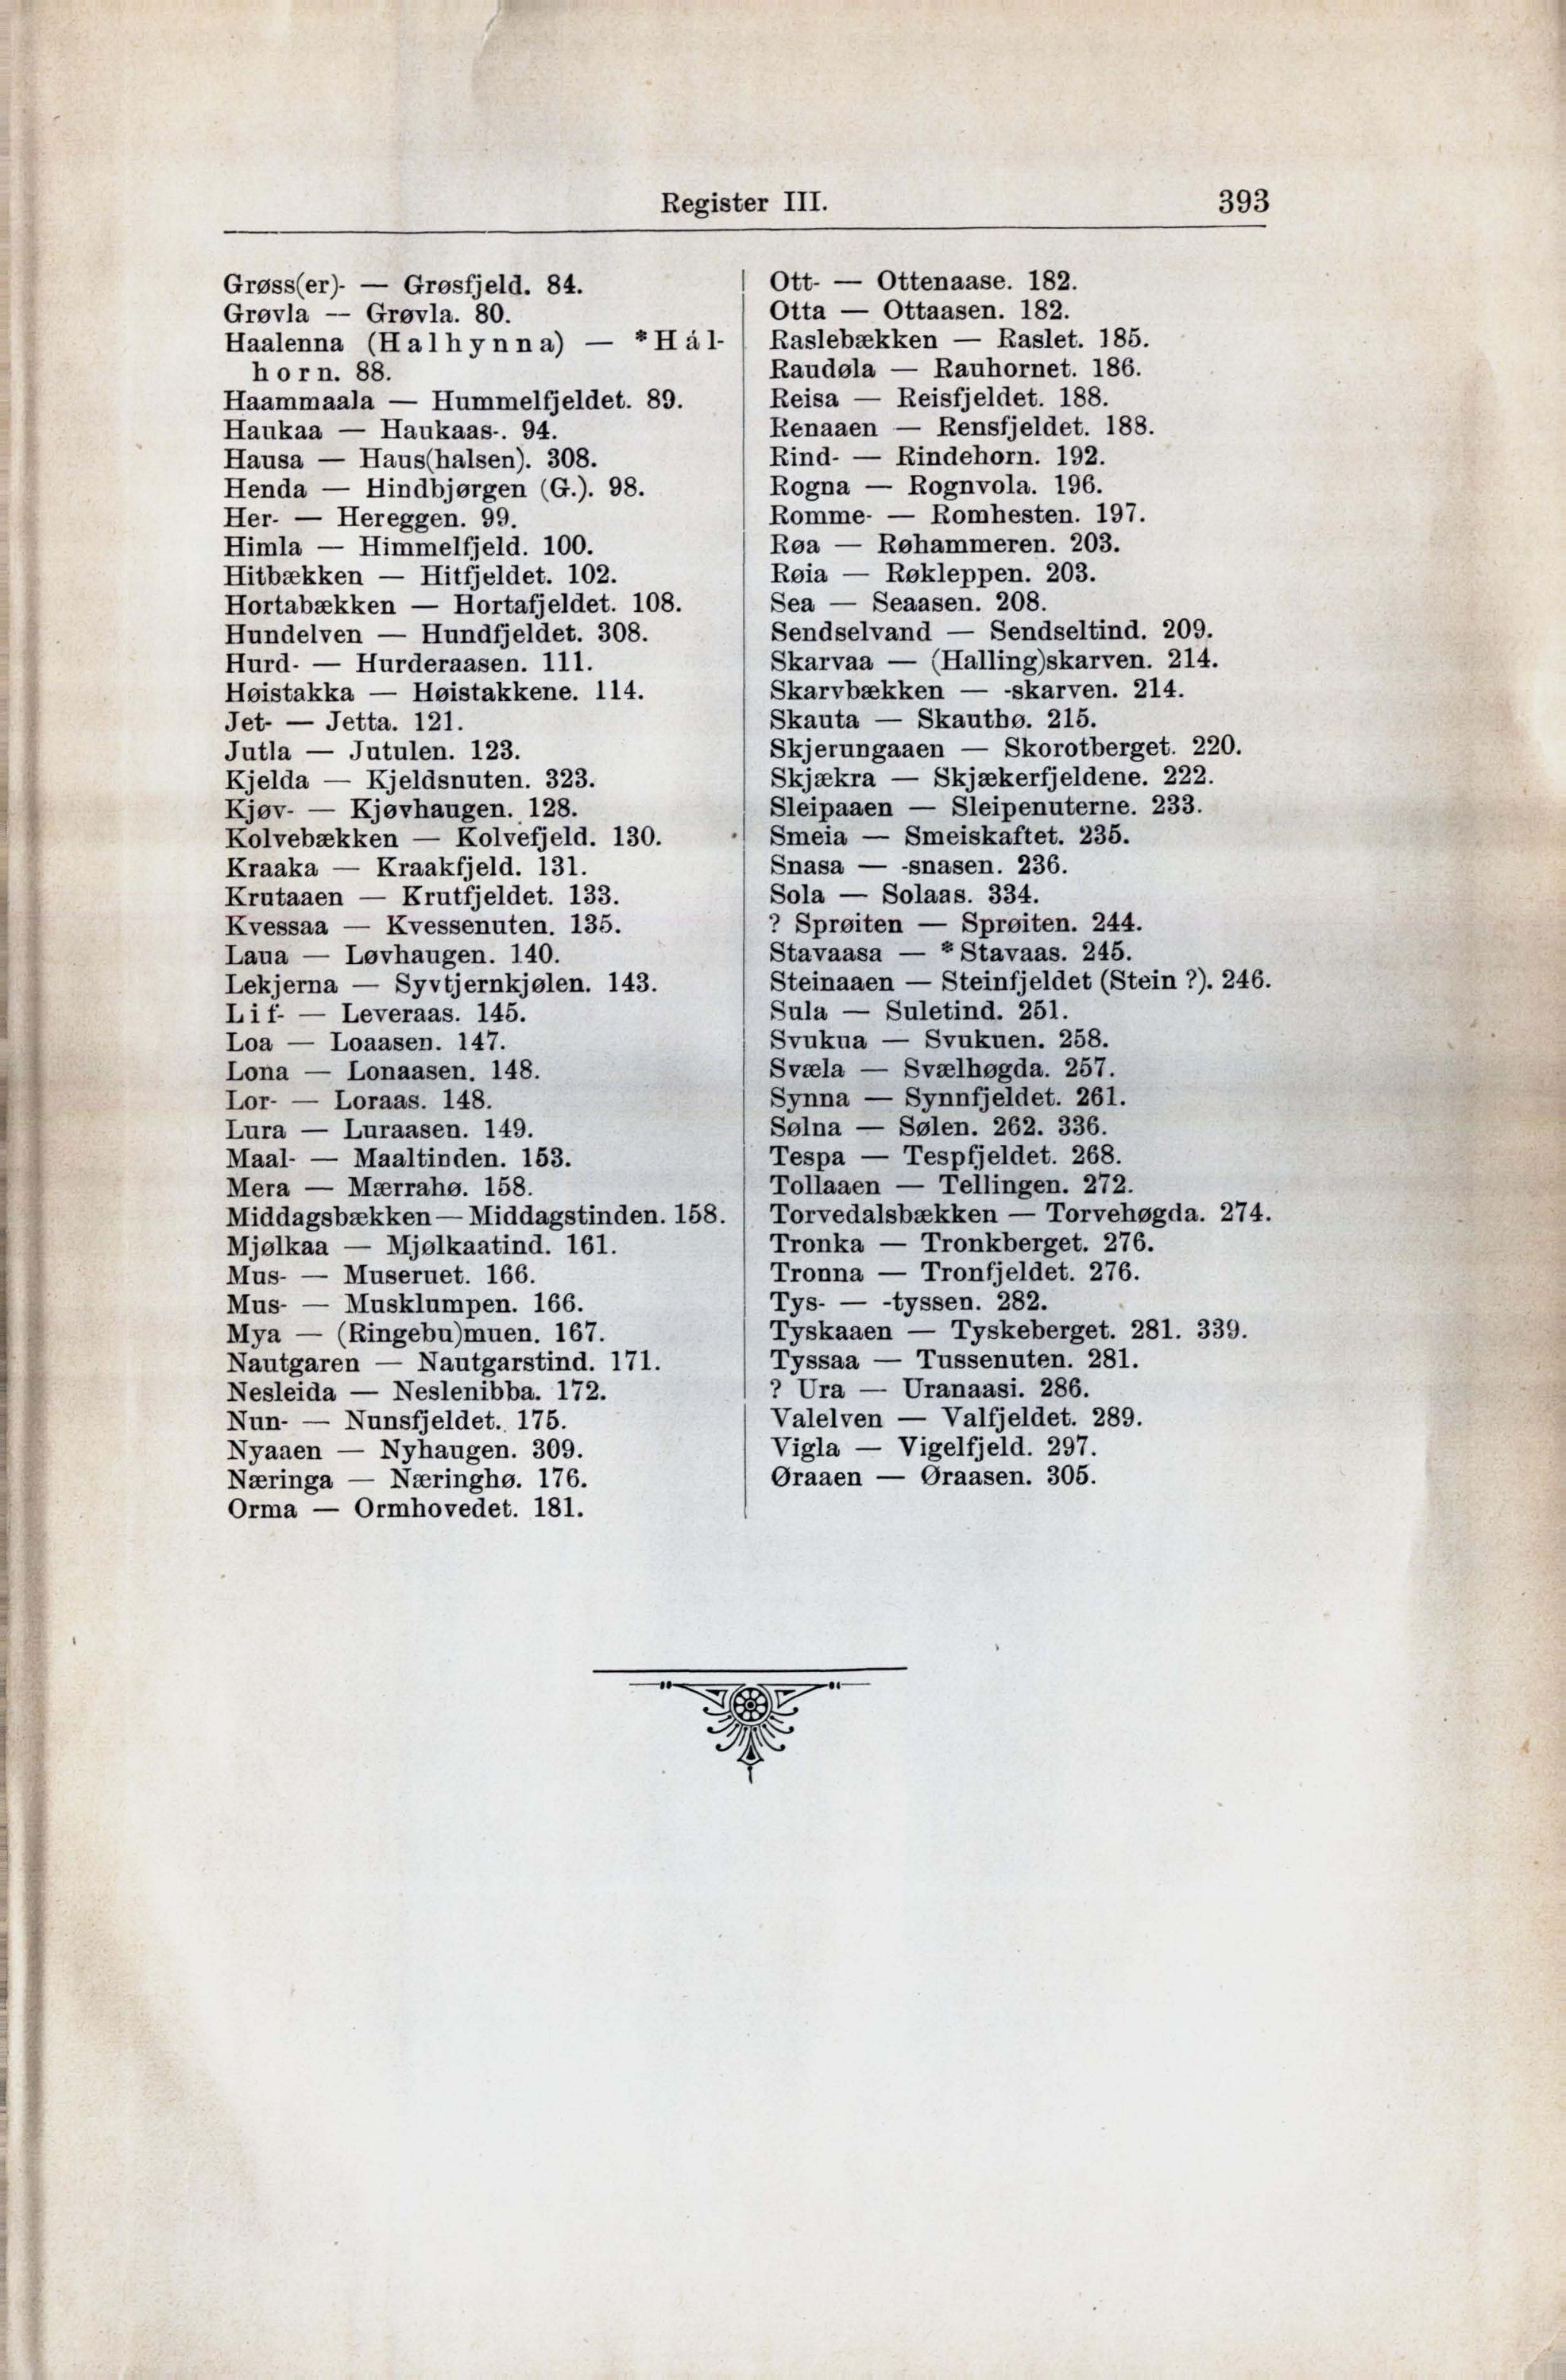 Register III.
393
Grøss(er)- — Grøsfjeld. 84.
Grøvla — Grøvla. 80.
Haalenna (Halhynna) — *Hál-
horn. 88.
Haammaala — Hummelfjeldet. 89.
Haukaa — Haukaas-. 94.
Hausa — Haus(halsen). 308.
Henda — Hindbjørgen (G.). 98.
Her- — Hereggen. 99.
Himla — Himmelfjeld. 100.
Hitbækken — Hitfjeldet. 102.
Hortabækken — Hortafjeldet. 108.
Hundelven — Hundfjeldet. 308.
Hurd- — Hurderaasen. 111.
Høistakka — Høistakkene. 114.
Jet- — Jetta. 121.
Jutla — Jutulen. 123.
Kjelda — Kjeldsnuten. 323.
Kjøv- — Kjøvhaugen. 128.
Kolvebækken — Kolvefjeld. 130.
Kraaka — Kraakfjeld. 131.
Krutaaen — Krutfjeldet. 133.
Kvessaa — Kvessenuten. 135.
Laua — Løvhaugen. 140.
Lekjerna — Syvtjernkjølen. 143.
Lif- — Leveraas. 145.
Loa — Loaasen. 147.
Lona — Lonaasen. 148.
Lor- — Loraas. 148.
Lura — Luraasen. 149.
Maal- — Maaltinden. 153.
Mera — Mærrahø. 158.
Middagsbækken — Middagstinden. 158.
Mjølkaa — Mjølkaatind. 161.
Mus- — Museruet. 166.
Mus- — Musklumpen. 166.
Mya — (Ringebu)muen. 167.
Nautgaren — Nautgarstind. 171.
Nesleida — Neslenibba. 172.
Nun- — Nunsfjeldet. 175.
Nyaaen — Nyhaugen. 309.
Næringa — Næringhø. 176.
Orma — Ormhovedet. 181.
Ott- — Ottenaase. 182.
Otta — Ottaasen. 182.
Raslebækken — Raslet. 185.
Raudøla — Rauhornet. 186.
Reisa — Reisfjeldet. 188.
Renaaen — Rensfjeldet. 188.
Rind- — Rindehorn. 192.
Rogna — Rognvola. 196.
Romme- — Romhesten. 197.
Røa — Røhammeren. 203.
Røia — Røkleppen. 203.
Sea — Seaasen. 208.
Sendselvand — Sendseltind. 209.
Skarvaa — (Halling)skarven. 214.
Skarvbækken — -skarven. 214.
Skauta — Skauthø. 215.
Skjerungaaen — Skorotberget. 220.
Skjækra — Skjækerfjeldene. 222.
Sleipaaen — Sleipenuterne. 233.
Smeia — Smeiskaftet. 235.
Snasa — -snasen. 236.
Sola — Solaas. 334.
? Sprøiten — Sprøiten. 244.
Stavaasa — *Stavaas. 245.
Steinaaen — Steinfjeldet (Stein ?). 246.
Sula — Suletind. 251.
Svukua — Svukuen. 258.
Svæla — Svælhøgda. 257.
Synna — Synnfjeldet. 261.
Sølna — Sølen. 262. 336.
Tespa — Tespfjeldet. 268.
Tollaaen — Tellingen. 272.
Torvedalsbækken — Torvehøgda. 274.
Tronka — Tronkberget. 276.
Tronna — Tronfjeldet. 276.
Tys- — -tyssen. 282.
Tyskaaen — Tyskeberget. 281. 339.
Tyssaa — Tussenuten. 281.
? Ura — Uranaasi. 286.
Valelven — Valfjeldet. 289.
Vigla — Vigelfjeld. 297.
Øraaen — Øraasen. 305.